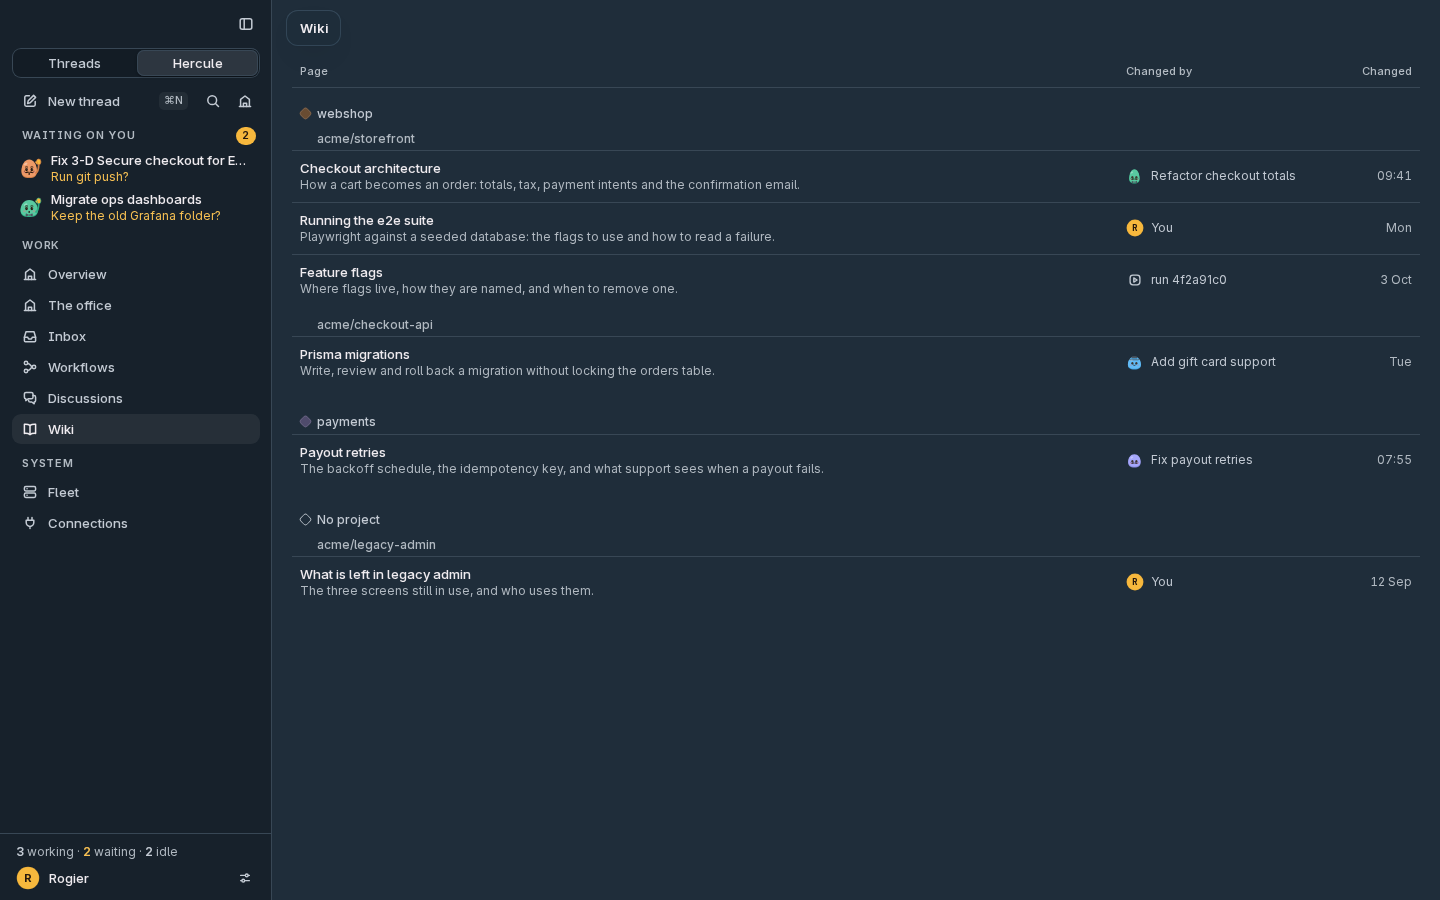 Threads
Hercule
New thread
⌘N
WAITING ON YOU
2
Fix 3-D Secure checkout for E…
Run git push?
Migrate ops dashboards
Keep the old Grafana folder?
WORK
Overview
The office
Inbox
Workflows
Discussions
Wiki
SYSTEM
Fleet
Connections
3 working · 2 waiting · 2 idle
R
Rogier
Wiki
Page
Changed by
Changed
webshop
acme/storefront
Checkout architecture
How a cart becomes an order: totals, tax, payment intents and the confirmation email.
Refactor checkout totals
09:41
Running the e2e suite
Playwright against a seeded database: the flags to use and how to read a failure.
R
You
Mon
Feature flags
Where flags live, how they are named, and when to remove one.
run 4f2a91c0
3 Oct
acme/checkout-api
Prisma migrations
Write, review and roll back a migration without locking the orders table.
Add gift card support
Tue
payments
Payout retries
The backoff schedule, the idempotency key, and what support sees when a payout fails.
Fix payout retries
07:55
No project
acme/legacy-admin
What is left in legacy admin
The three screens still in use, and who uses them.
R
You
12 Sep